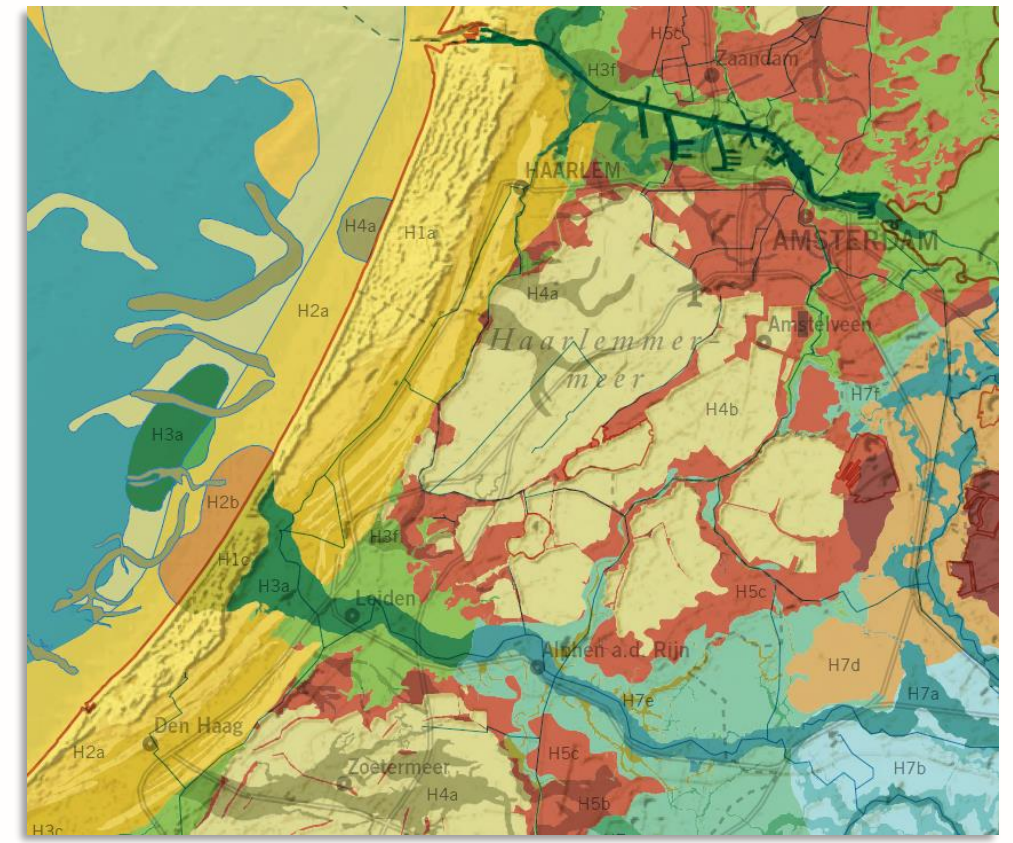 H5c
Zaandam
H3f
HAARLEM
H4a
H1a
AMSTERDAM
H4a
H2a
Amstelveen
Haarlemmer-
meer
H7f
H4b
H3a
H2b
H3f
H1c
H3a
H5c
Leiden
Alphen a.d. Rijn
H7d
H7e
H7a
Den Haag
H2a
H5c
Zoetermeer
H7b
H4a
H5b
H3c